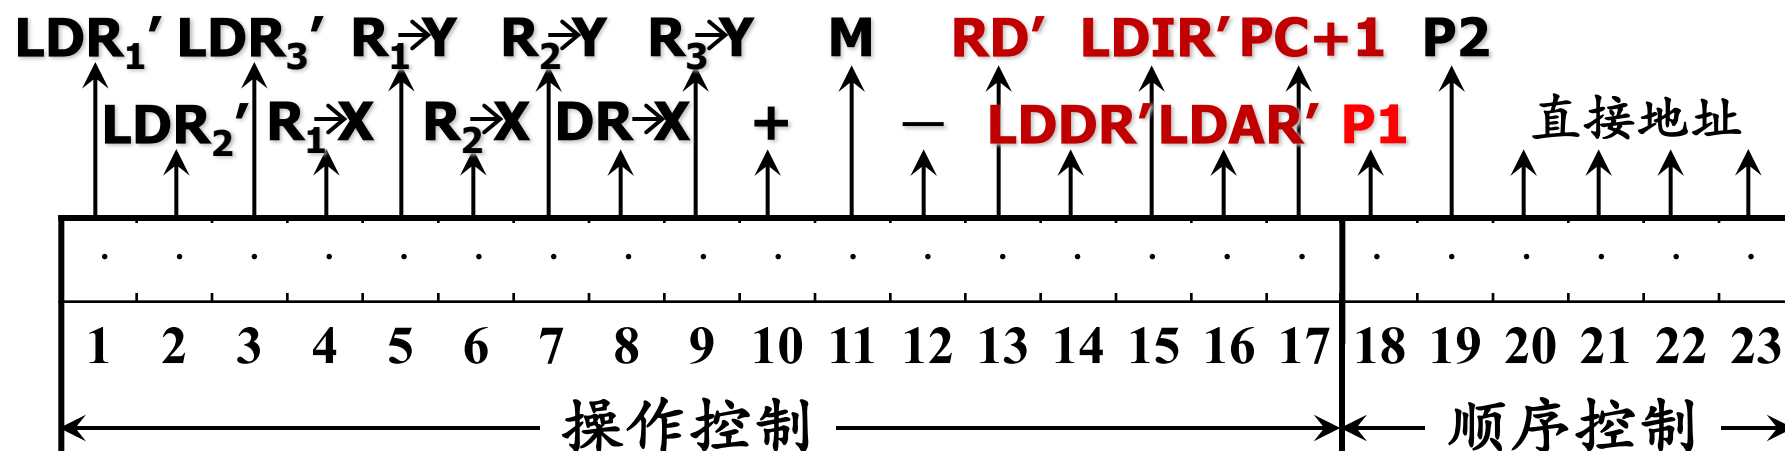 LDR₁′ LDR₃′ R₁→Y R₂→Y R₃→Y M RD′ LDIR′ PC+1 P2
LDR₂′ R₁→X R₂→X DR→X + − LDDR′ LDAR′ P1 直接地址
· · · · · · · · · · · · · · · · · · · · · · ·
1 2 3 4 5 6 7 8 9 10 11 12 13 14 15 16 17 18 19 20 21 22 23
操作控制 顺序控制